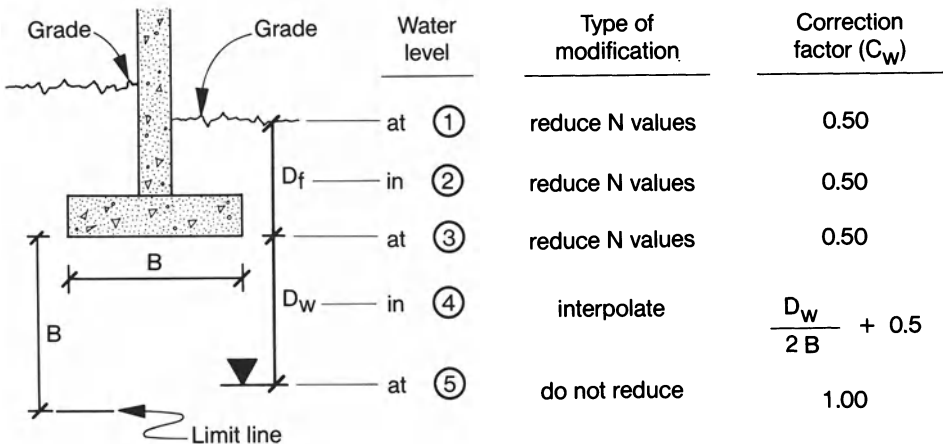 Grade
Grade
Water level
Type of modification
Correction factor (Cw)
at ① reduce N values 0.50
Df in ② reduce N values 0.50
at ③ reduce N values 0.50
B
Dw in ④ interpolate Dw / 2 B + 0.5
B
at ⑤ do not reduce 1.00
Limit line